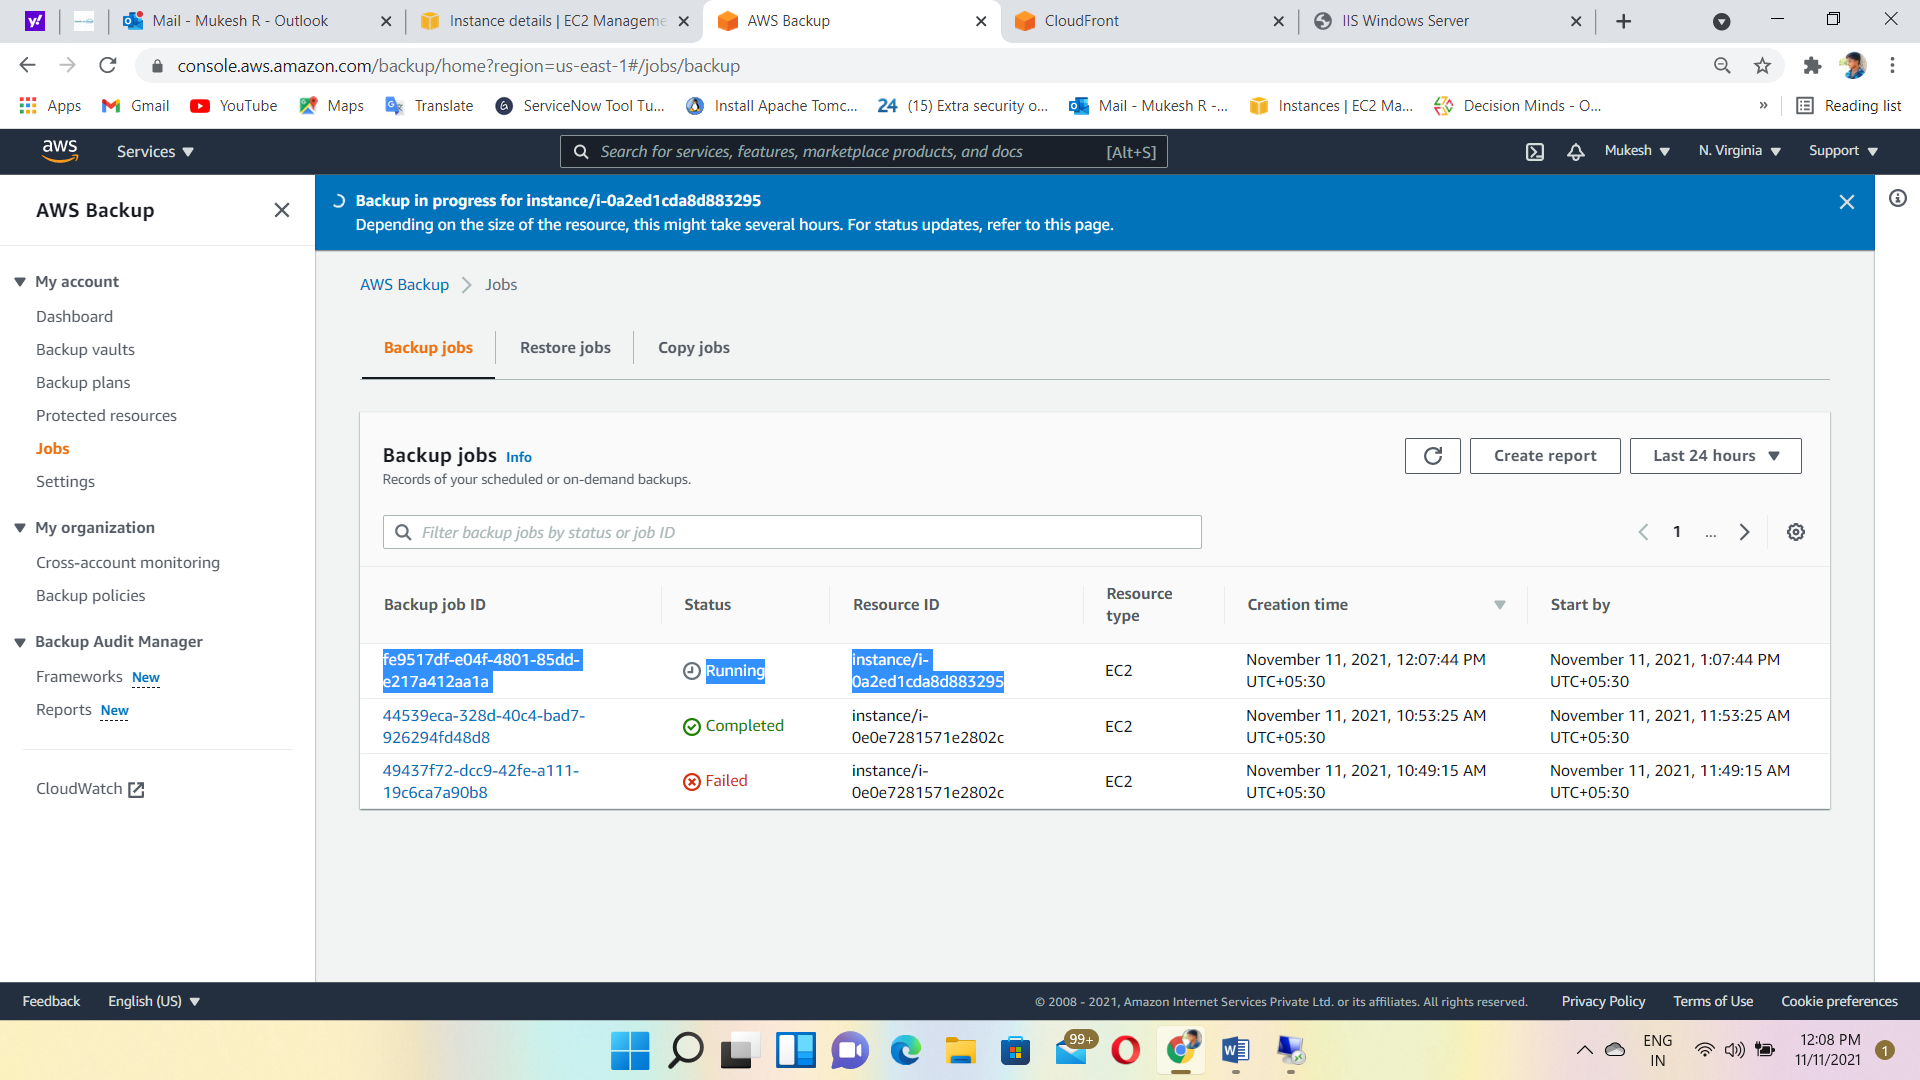 Mail - Mukesh R - Outlook
Instance details | EC2 Manageme
AWS Backup
CloudFront
IIS Windows Server
console.aws.amazon.com/backup/home?region=us-east-1#/jobs/backup
Apps
Gmail
YouTube
Maps
Translate
ServiceNow Tool Tu...
Install Apache Tomc...
24 (15) Extra security o...
Mail - Mukesh R -...
Instances | EC2 Ma...
Decision Minds - O...
»
Reading list
aws
Services
Search for services, features, marketplace products, and docs
[Alt+S]
Mukesh
N. Virginia
Support
AWS Backup
Backup in progress for instance/i-0a2ed1cda8d883295
Depending on the size of the resource, this might take several hours. For status updates, refer to this page.
My account
Dashboard
Backup vaults
Backup plans
Protected resources
Jobs
Settings
My organization
Cross-account monitoring
Backup policies
Backup Audit Manager
Frameworks New
Reports New
CloudWatch
AWS Backup > Jobs
Backup jobs
Restore jobs
Copy jobs
Backup jobs Info
Records of your scheduled or on-demand backups.
Create report
Last 24 hours
Filter backup jobs by status or job ID
1 ...
Backup job ID
Status
Resource ID
Resource
type
Creation time
Start by
fe9517df-e04f-4801-85dd-
e217a412aa1a
Running
instance/i-
0a2ed1cda8d883295
EC2
November 11, 2021, 12:07:44 PM
UTC+05:30
November 11, 2021, 1:07:44 PM
UTC+05:30
44539eca-328d-40c4-bad7-
926294fd48d8
Completed
instance/i-
0e0e7281571e2802c
EC2
November 11, 2021, 10:53:25 AM
UTC+05:30
November 11, 2021, 11:53:25 AM
UTC+05:30
49437f72-dcc9-42fe-a111-
19c6ca7a90b8
Failed
instance/i-
0e0e7281571e2802c
EC2
November 11, 2021, 10:49:15 AM
UTC+05:30
November 11, 2021, 11:49:15 AM
UTC+05:30
Feedback
English (US)
© 2008 - 2021, Amazon Internet Services Private Ltd. or its affiliates. All rights reserved.
Privacy Policy
Terms of Use
Cookie preferences
99+
ENG
IN
12:08 PM
11/11/2021
1